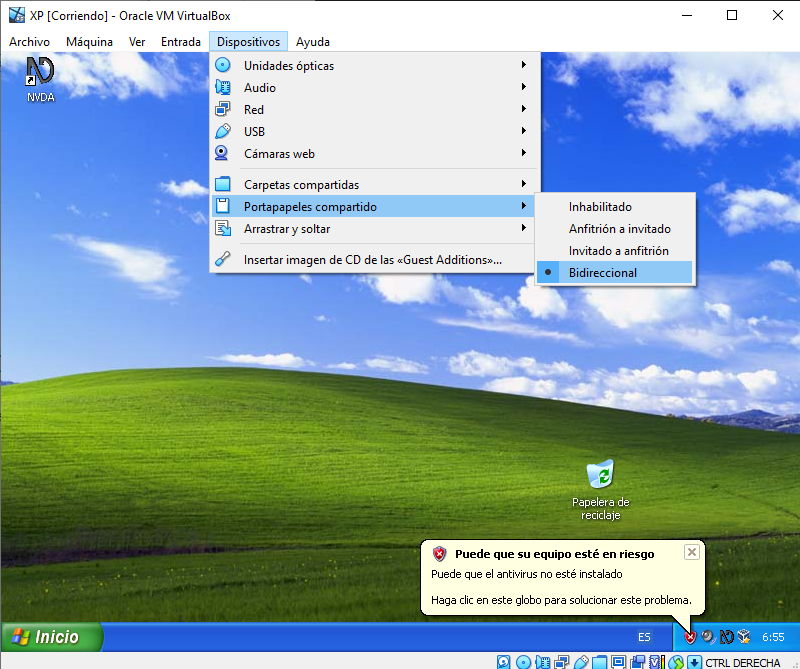 XP [Corriendo] - Oracle VM VirtualBox
Archivo Máquina Ver Entrada Dispositivos Ayuda
NVDA
Unidades ópticas
Audio
Red
USB
Cámaras web
Carpetas compartidas
Portapapeles compartido
Arrastrar y soltar
Insertar imagen de CD de las «Guest Additions»...
Inhabilitado
Anfitrión a invitado
Invitado a anfitrión
Bidireccional
Papelera de
reciclaje
Puede que su equipo esté en riesgo
Puede que el antivirus no esté instalado
Haga clic en este globo para solucionar este problema.
Inicio ES 6:55
CTRL DERECHA